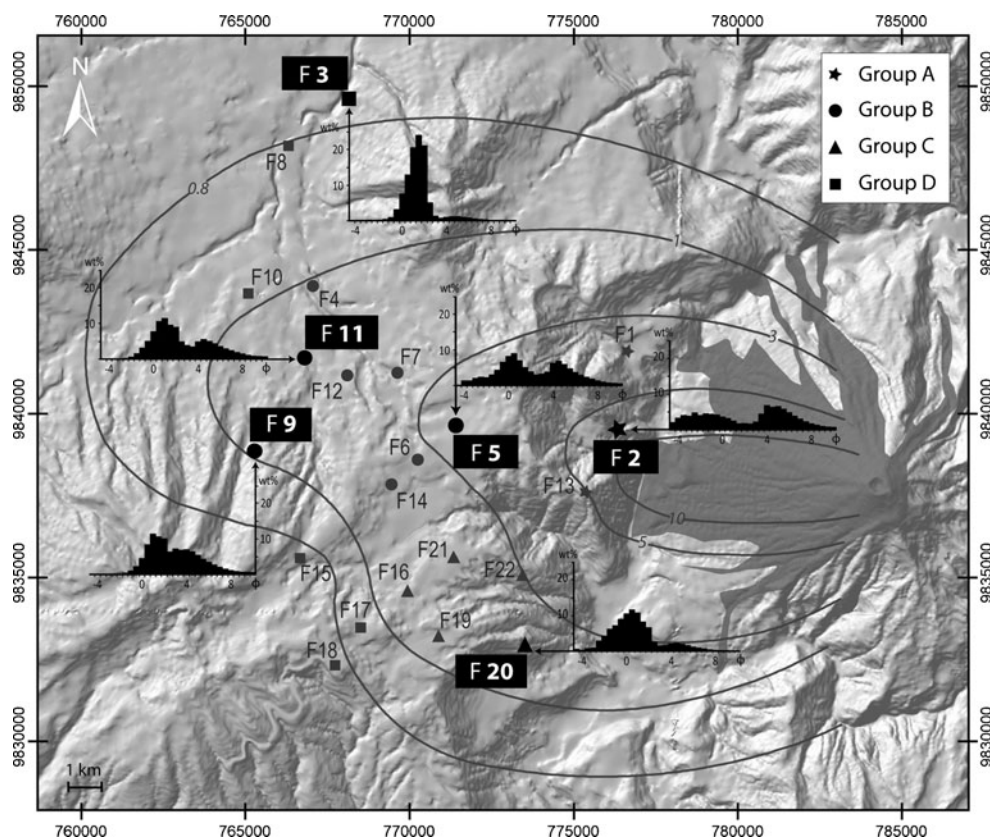 760000 765000 770000 775000 780000 785000
9850000 9845000 9840000 9835000 9830000
N
F 3
wt%
20
10
-4 0 4 8 Φ
F8
0.8
Group A
Group B
Group C
Group D
1
F10
F4
wt%
20
10
-4 0 4 8 Φ
F 11
F12
F7
wt%
20
10
-4 0 4 8 Φ
3
F1
wt%
20
10
-4 0 4 8 Φ
F 9
F 5
F 2
F6
F14
F13
10
5
wt%
20
10
-4 0 4 8 Φ
F15
F21
F16
F22
wt%
20
10
-4 0 4 8 Φ
F17
F19
F18
F 20
1 km
9850000 9845000 9840000 9835000 9830000
760000 765000 770000 775000 780000 785000